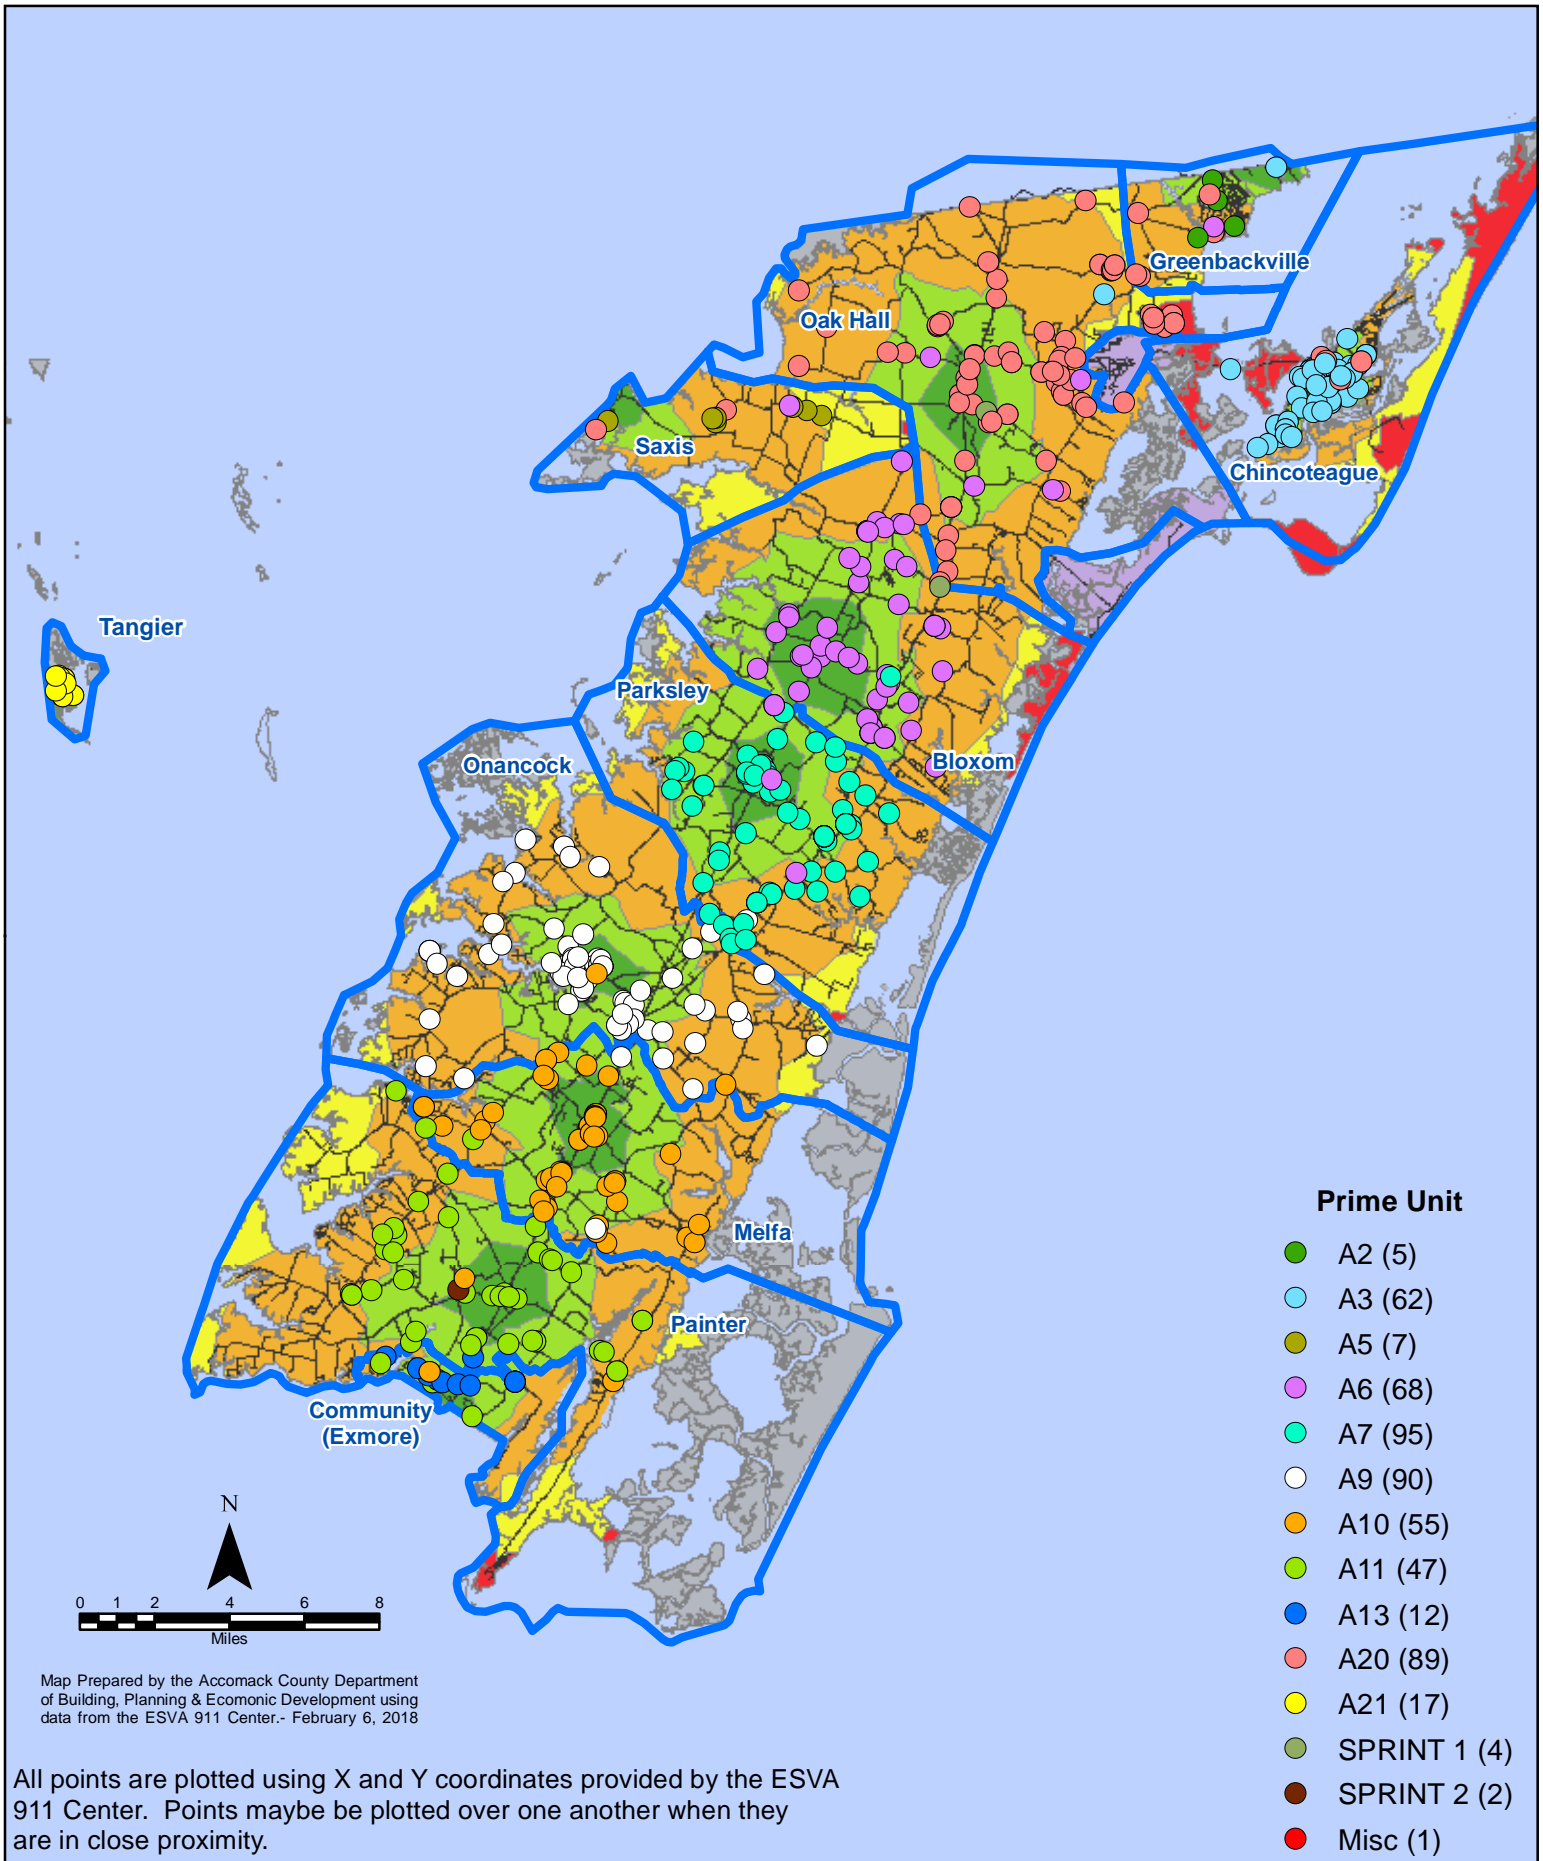 Greenbackville
Oak Hall
Saxis
Chincoteague
Tangier
Parksley
Onancock
Bloxom
Melfa
Painter
Community
(Exmore)
Prime Unit
A2 (5)
A3 (62)
A5 (7)
A6 (68)
A7 (95)
A9 (90)
A10 (55)
A11 (47)
A13 (12)
A20 (89)
A21 (17)
SPRINT 1 (4)
SPRINT 2 (2)
Misc (1)
N
0 1 2 4 6 8
Miles
Map Prepared by the Accomack County Department
of Building, Planning & Ecomonic Development using
data from the ESVA 911 Center.- February 6, 2018
All points are plotted using X and Y coordinates provided by the ESVA
911 Center. Points maybe be plotted over one another when they
are in close proximity.